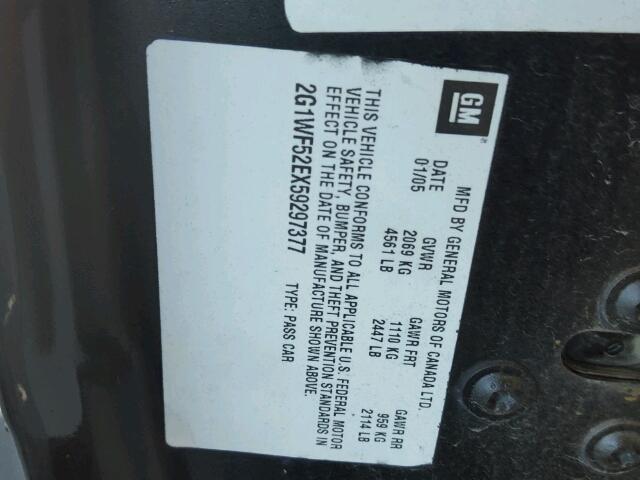 GM
MFD BY GENERAL MOTORS OF CANADA LTD.
DATE GVWR GAWR FRT GAWR RR
01/05 2069 KG 1110 KG 959 KG
4561 LB 2447 LB 2114 LB
THIS VEHICLE CONFORMS TO ALL APPLICABLE U.S. FEDERAL MOTOR
VEHICLE SAFETY, BUMPER, AND THEFT PREVENTION STANDARDS IN
EFFECT ON THE DATE OF MANUFACTURE SHOWN ABOVE.
2G1WF52EX59297377 TYPE: PASS CAR